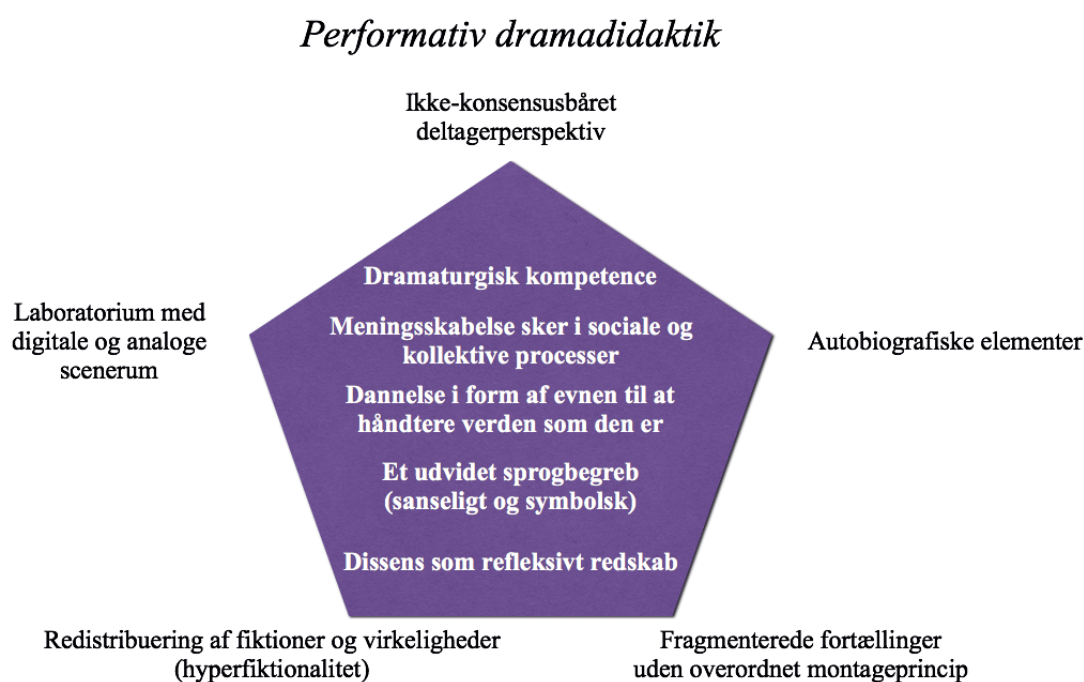 Performativ dramadidaktik
Ikke-konsensusbåret
deltagerperspektiv
Dramaturgisk kompetence
Meningsskabelse sker i sociale og
kollektive processer
Dannelse i form af evnen til at
håndtere verden som den er
Et udvidet sprogbegreb
(sanseligt og symbolsk)
Dissens som refleksivt redskab
Laboratorium med
digitale og analoge
scenerum
Autobiografiske elementer
Redistribuering af fiktioner og virkeligheder
(hyperfiktionalitet)
Fragmenterede fortællinger
uden overordnet montageprincip